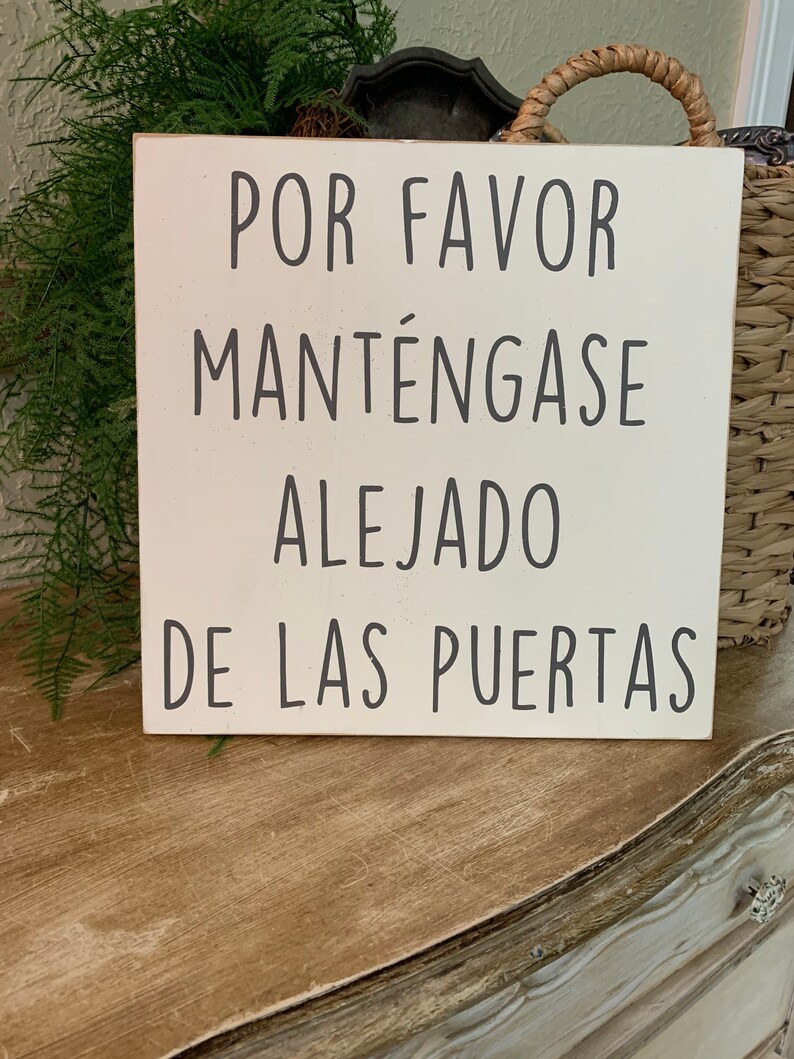 POR FAVOR
MANTÉNGASE
ALEJADO
DE LAS PUERTAS